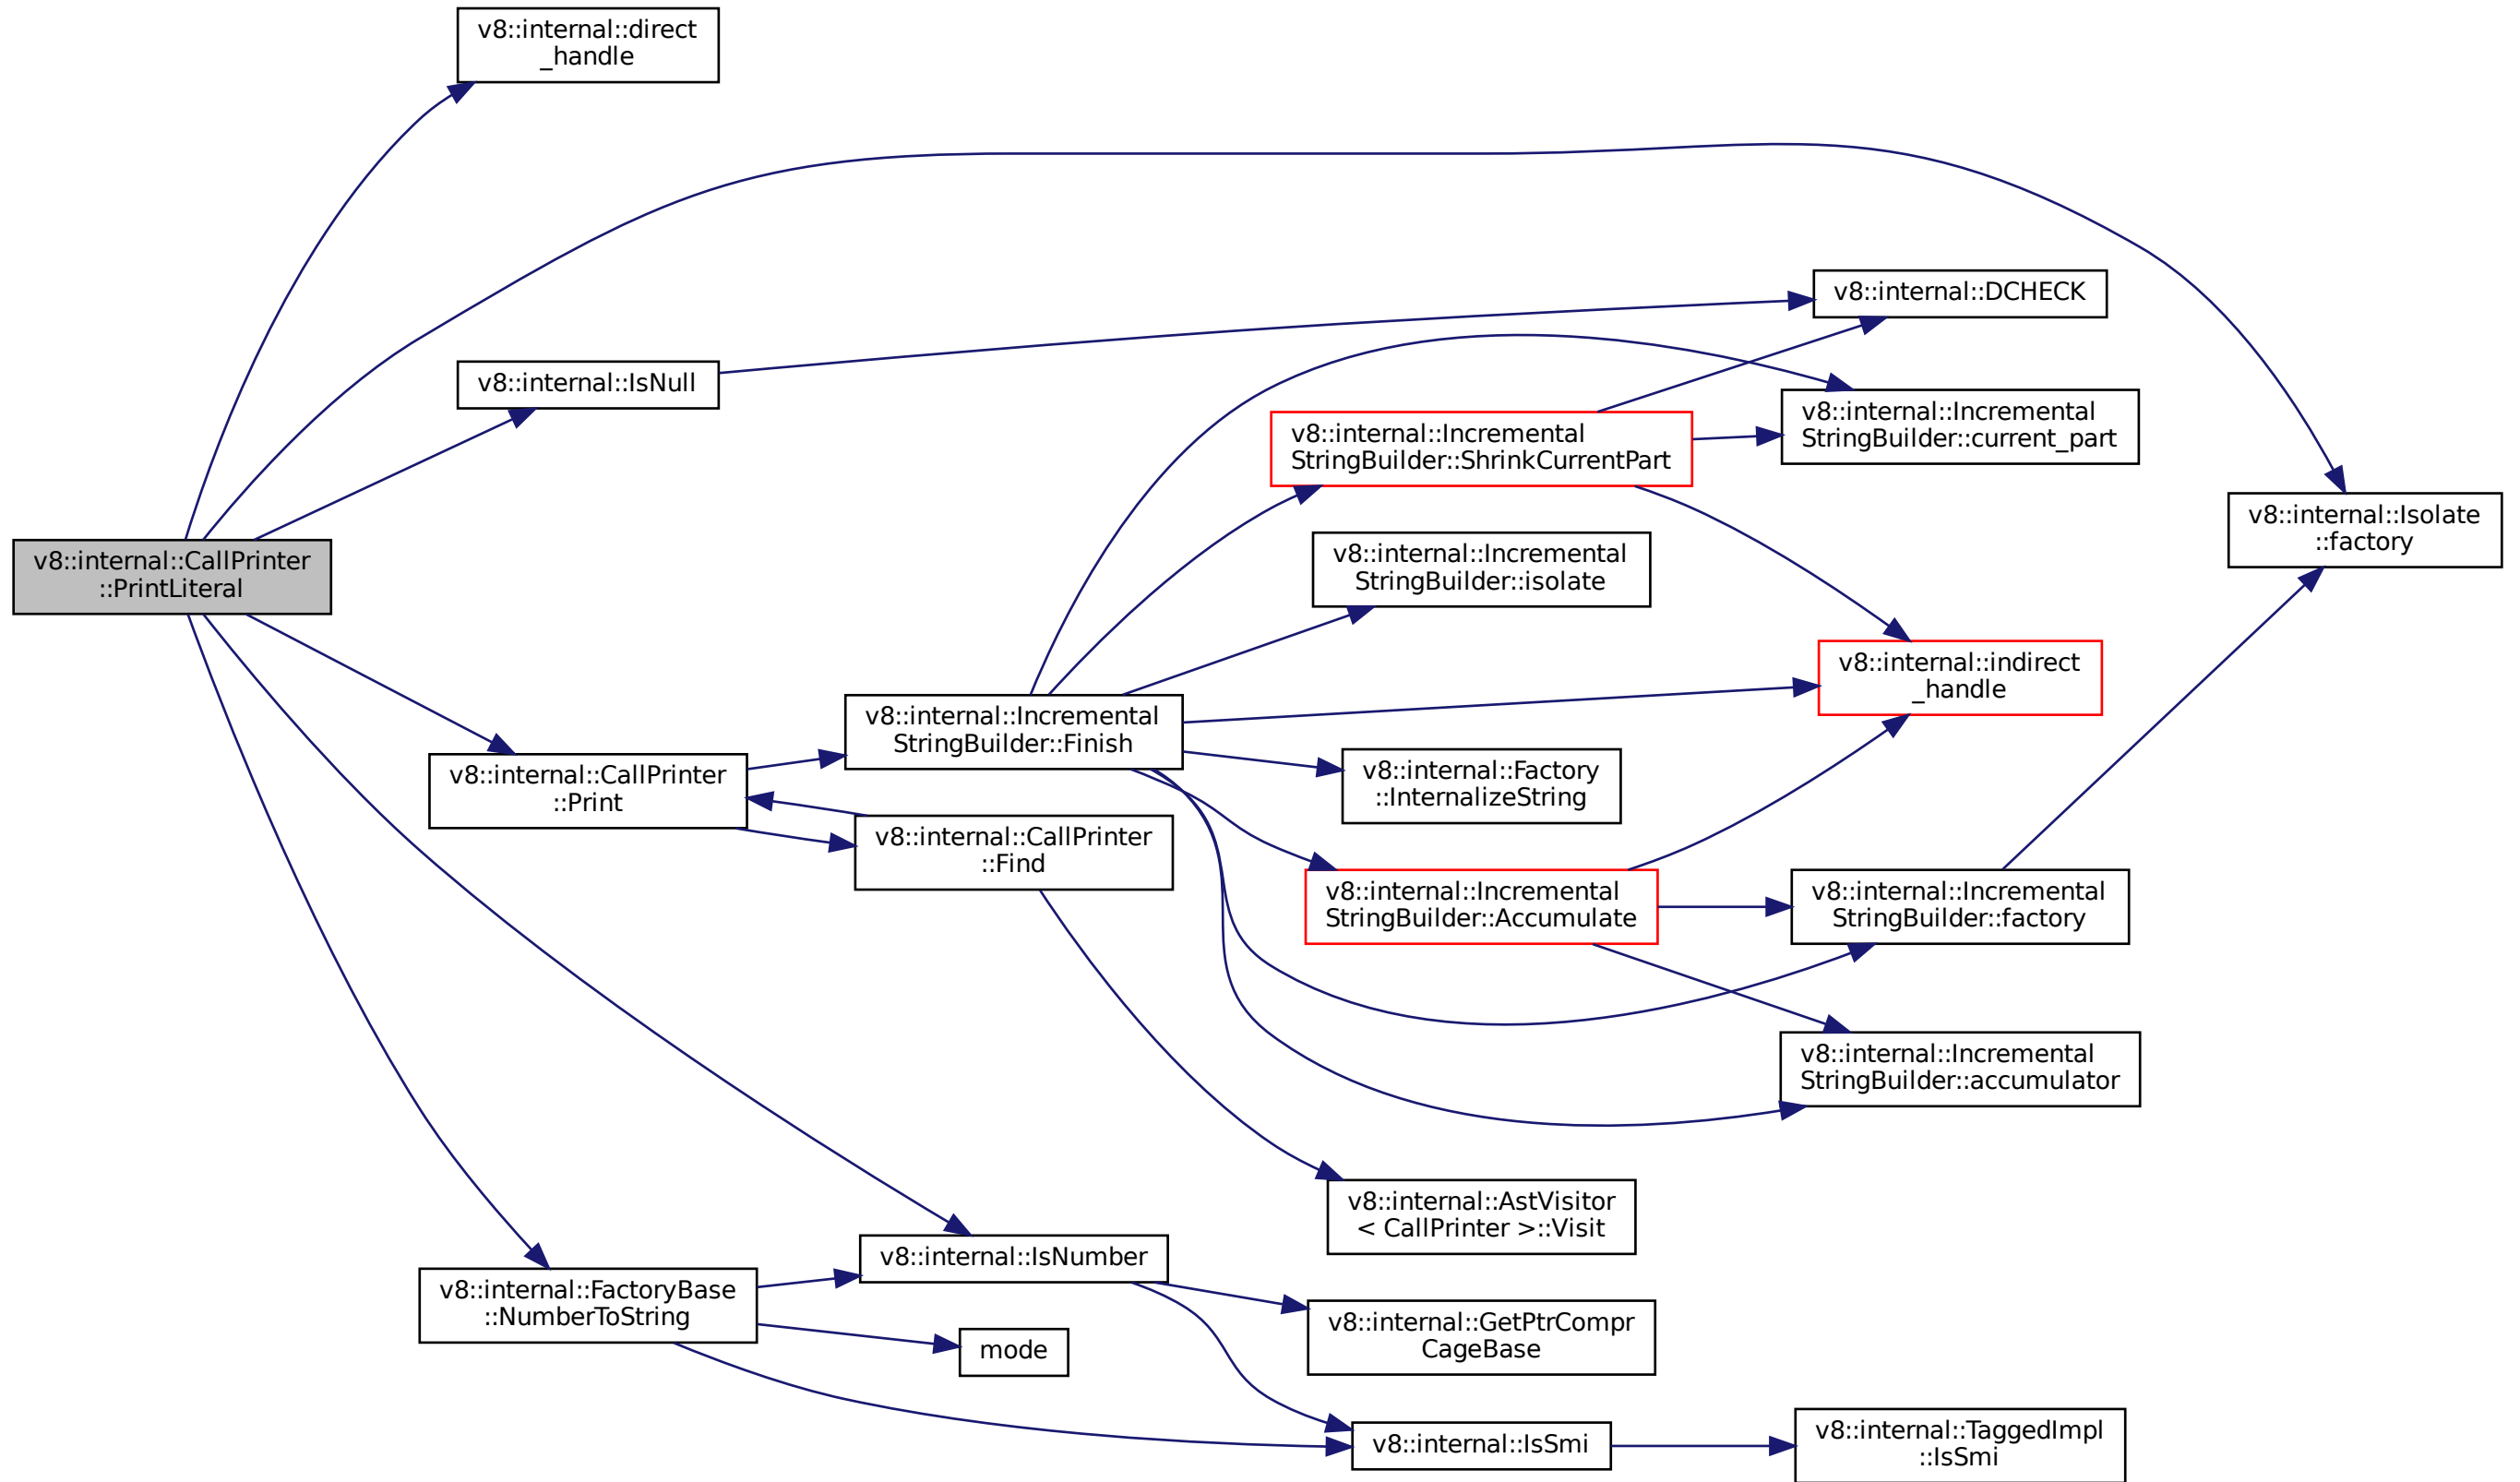 v8::internal::direct
_handle
v8::internal::DCHECK
v8::internal::IsNull
v8::internal::Incremental
StringBuilder::current_part
v8::internal::Incremental
StringBuilder::ShrinkCurrentPart
v8::internal::Isolate
::factory
v8::internal::CallPrinter
::PrintLiteral
v8::internal::Incremental
StringBuilder::isolate
v8::internal::indirect
_handle
v8::internal::Incremental
StringBuilder::Finish
v8::internal::CallPrinter
::Print
v8::internal::Factory
::InternalizeString
v8::internal::CallPrinter
::Find
v8::internal::Incremental
StringBuilder::Accumulate
v8::internal::Incremental
StringBuilder::factory
v8::internal::Incremental
StringBuilder::accumulator
v8::internal::AstVisitor
< CallPrinter >::Visit
v8::internal::IsNumber
v8::internal::FactoryBase
::NumberToString
v8::internal::GetPtrCompr
CageBase
mode
v8::internal::IsSmi
v8::internal::TaggedImpl
::IsSmi